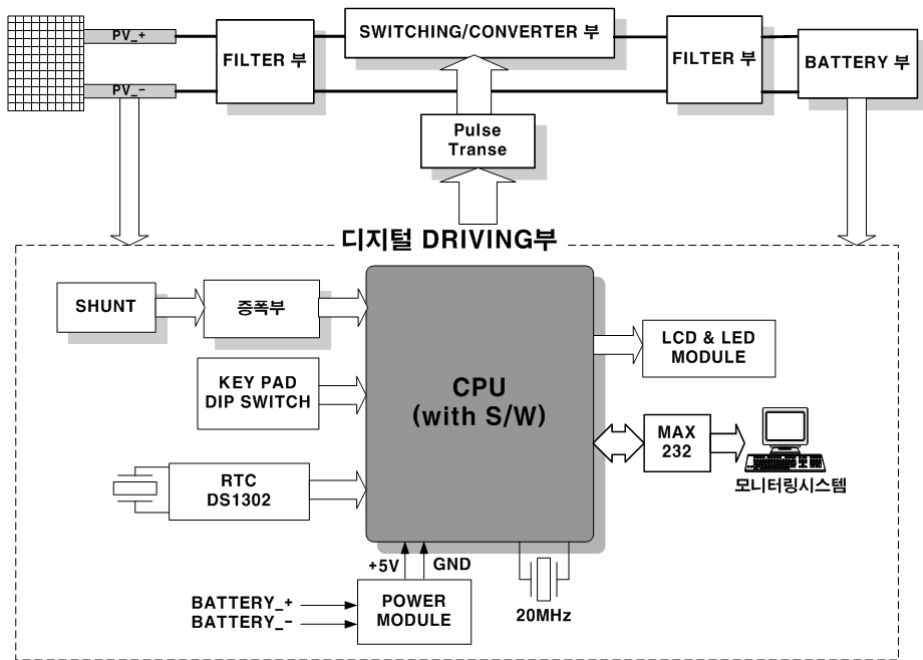 PV_+
PV_-
FILTER 부
SWITCHING/CONVERTER 부
FILTER 부
BATTERY 부
Pulse
Transe
디지털 DRIVING부
SHUNT
증폭부
KEY PAD
DIP SWITCH
RTC
DS1302
CPU
(with S/W)
LCD & LED
MODULE
MAX
232
모니터링시스템
+5V
GND
BATTERY_+
BATTERY_-
POWER
MODULE
20MHz